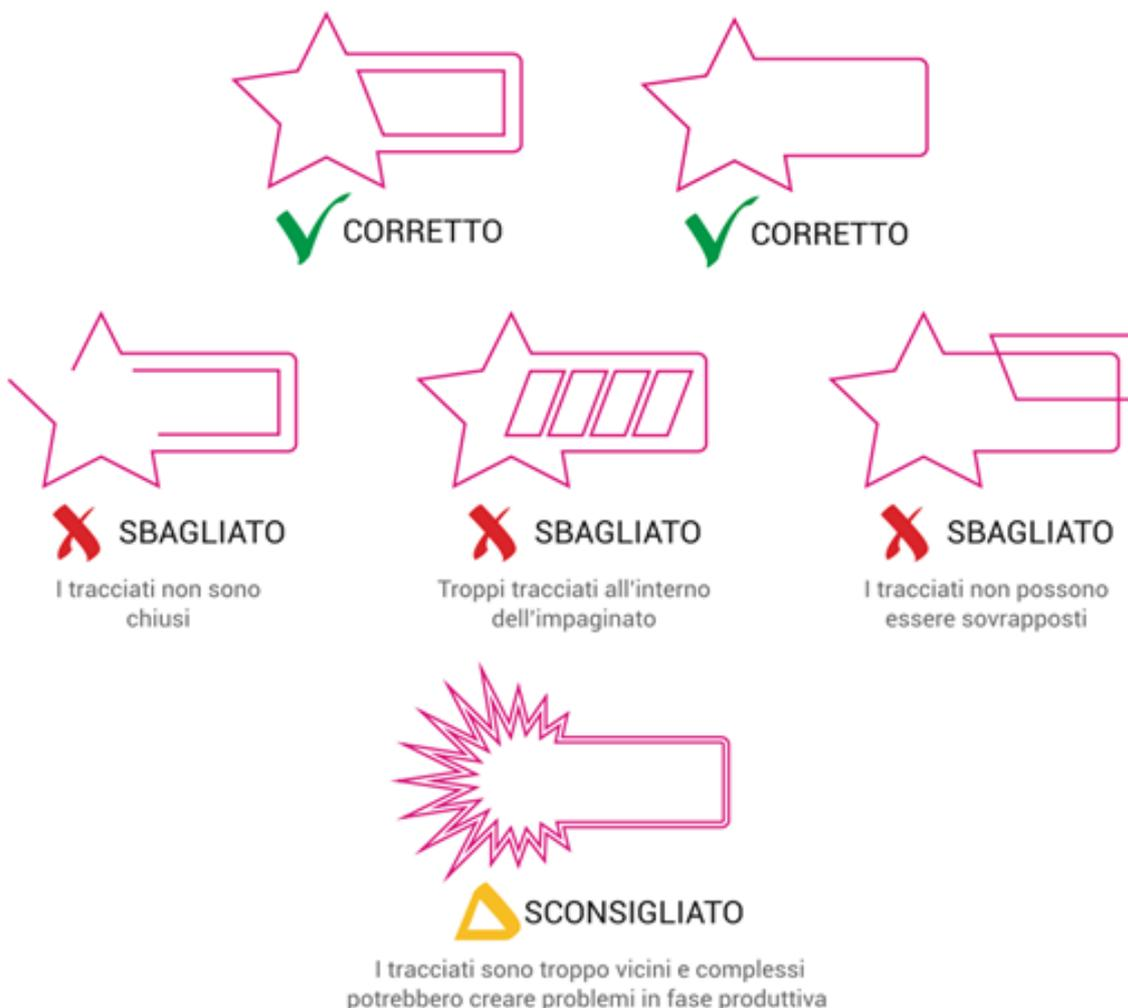 CORRETTO
CORRETTO
SBAGLIATO
I tracciati non sono
chiusi
SBAGLIATO
Troppi tracciati all'interno
dell'impaginato
SBAGLIATO
I tracciati non possono
essere sovrapposti
SCONSIGLIATO
I tracciati sono troppo vicini e complessi
potrebbero creare problemi in fase produttiva